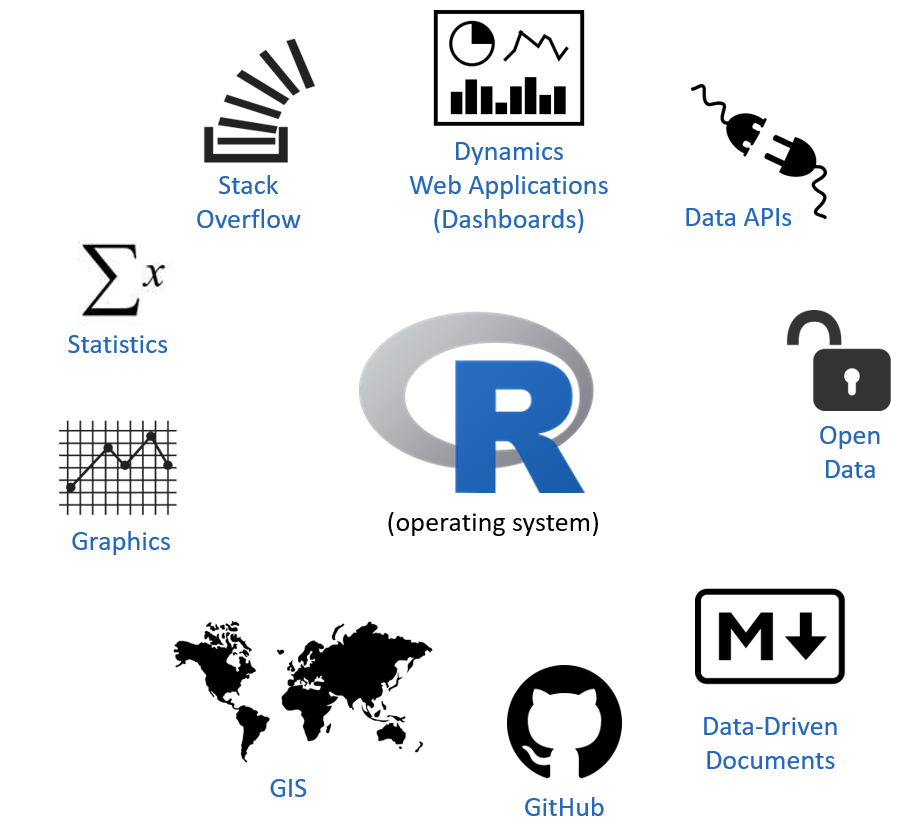 Stack
Overflow
Dynamics
Web Applications
(Dashboards)
Data APIs
Σx
Statistics
R
(operating system)
Open
Data
Graphics
M
Data-Driven
Documents
GIS
GitHub